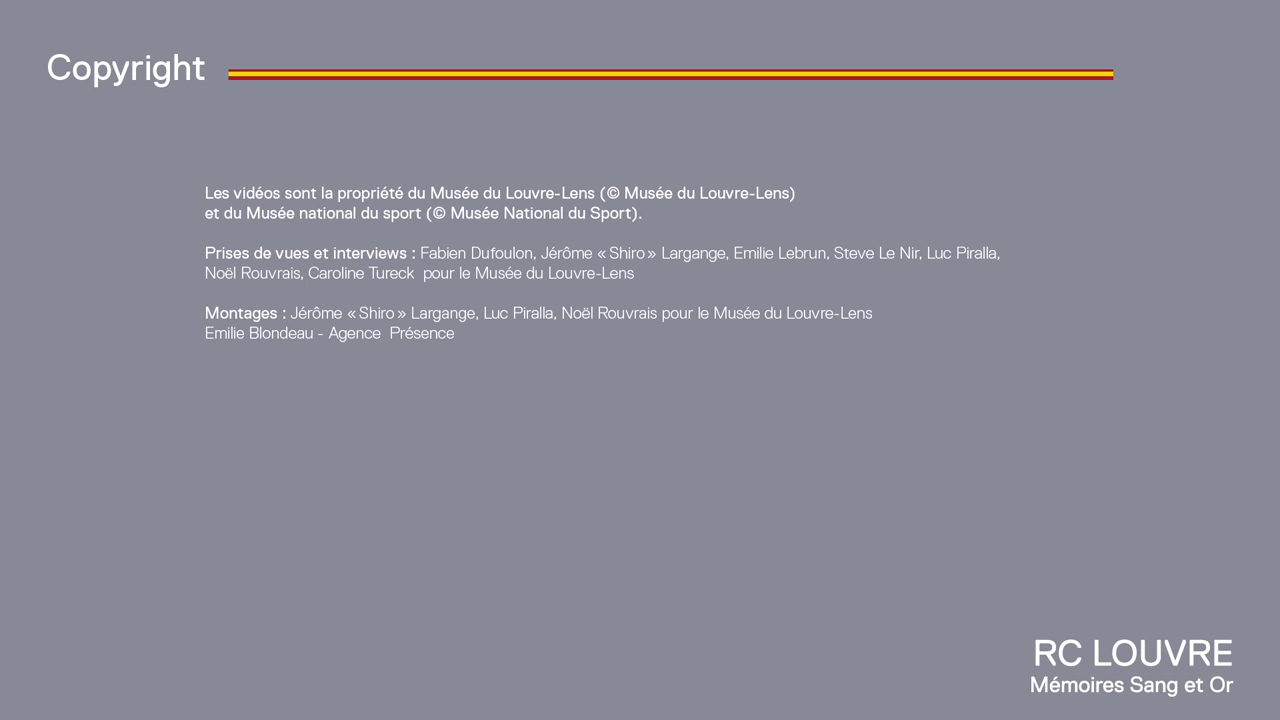 Copyright
Les vidéos sont la propriété du Musée du Louvre-Lens (© Musée du Louvre-Lens)
et du Musée national du sport (© Musée National du Sport).
Prises de vues et interviews : Fabien Dufoulon, Jérôme « Shiro » Largange, Emilie Lebrun, Steve Le Nir, Luc Piralla,
Noël Rouvrais, Caroline Tureck  pour le Musée du Louvre-Lens
Montages : Jérôme « Shiro » Largange, Luc Piralla, Noël Rouvrais pour le Musée du Louvre-Lens
Emilie Blondeau - Agence  Présence
RC LOUVRE
Mémoires Sang et Or